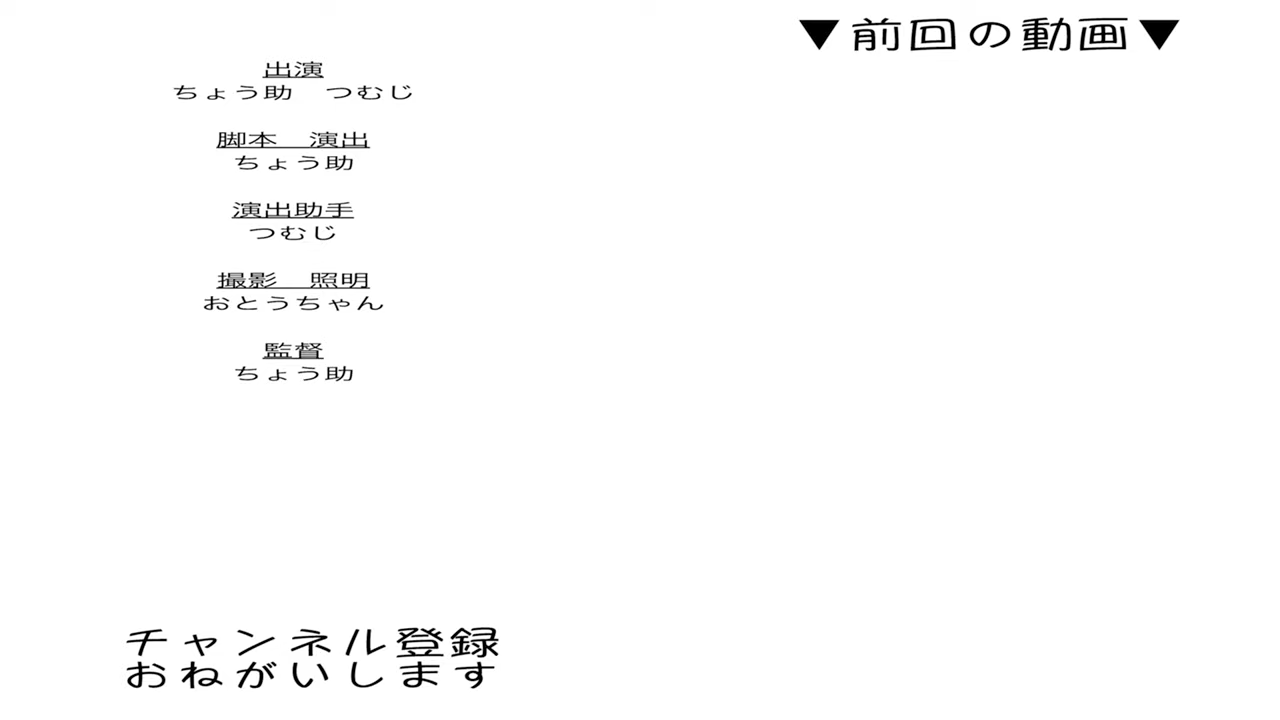 ▼前回の動画▼
出演
ちょう助　つむじ
脚本　演出
ちょう助
演出助手
つむじ
撮影　照明
おとうちゃん
監督
ちょう助
チャンネル登録
おねがいします